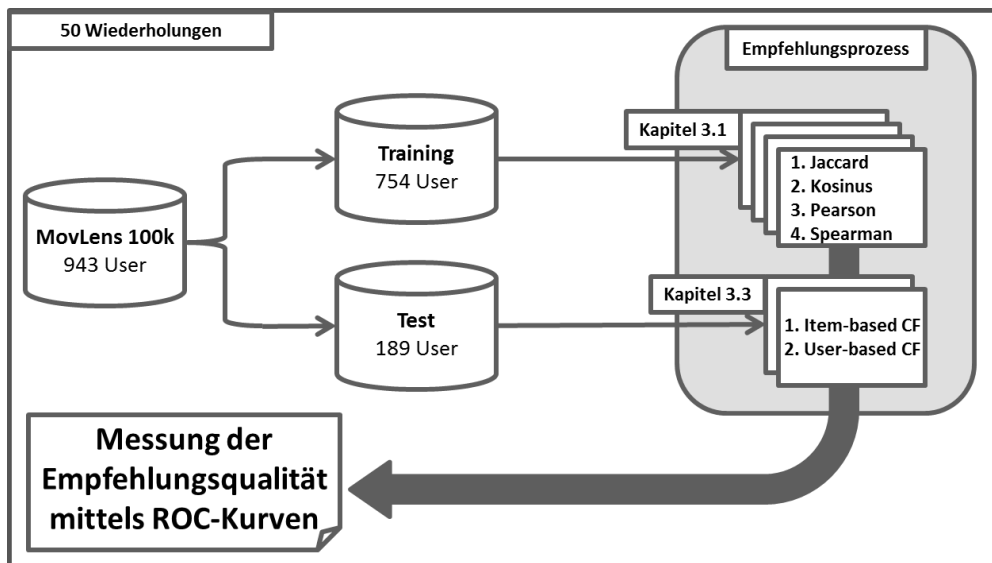 50 Wiederholungen
Empfehlungsprozess
Kapitel 3.1
Training
754 User
1. Jaccard
2. Kosinus
3. Pearson
4. Spearman
MovLens 100k
943 User
Kapitel 3.3
Test
189 User
1. Item-based CF
2. User-based CF
Messung der
Empfehlungsqualität
mittels ROC-Kurven